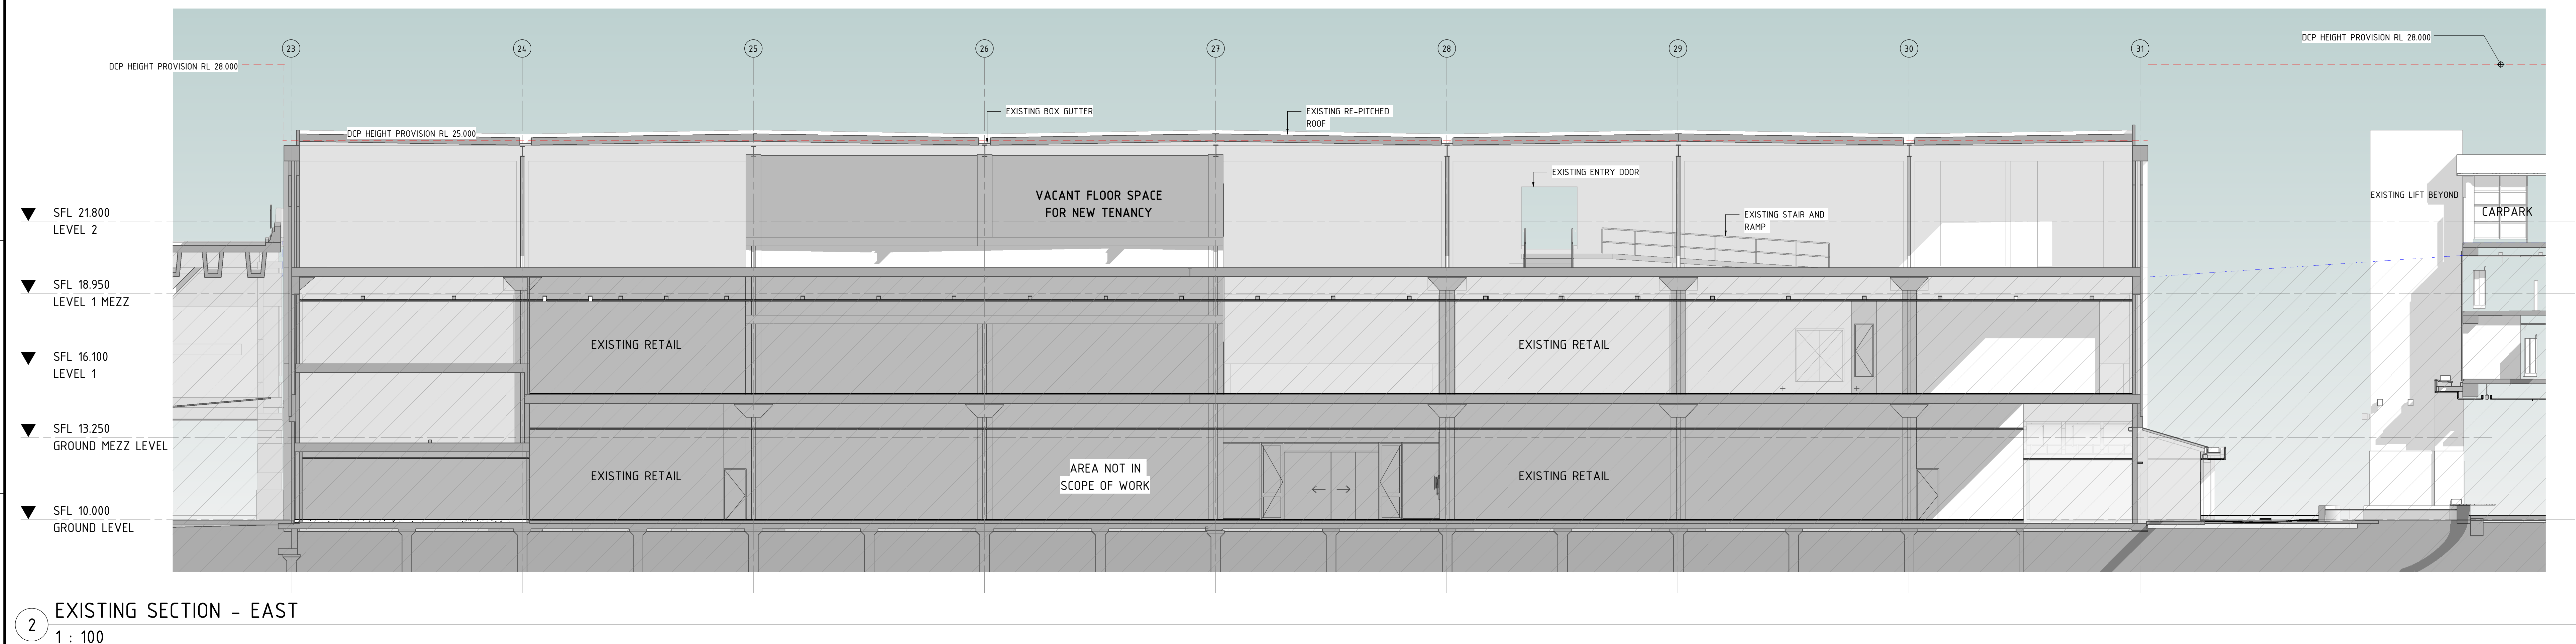 23
24
25
26
27
28
29
30
31
DCP HEIGHT PROVISION RL 28.000
DCP HEIGHT PROVISION RL 28.000
EXISTING BOX GUTTER
EXISTING RE-PITCHED
ROOF
DCP HEIGHT PROVISION RL 25.000
EXISTING ENTRY DOOR
VACANT FLOOR SPACE
FOR NEW TENANCY
EXISTING LIFT BEYOND
SFL 21.800
LEVEL 2
EXISTING STAIR AND
RAMP
CARPARK
SFL 18.950
LEVEL 1 MEZZ
EXISTING RETAIL
EXISTING RETAIL
SFL 16.100
LEVEL 1
SFL 13.250
GROUND MEZZ LEVEL
EXISTING RETAIL
AREA NOT IN
SCOPE OF WORK
EXISTING RETAIL
SFL 10.000
GROUND LEVEL
2
EXISTING SECTION - EAST
1 : 100